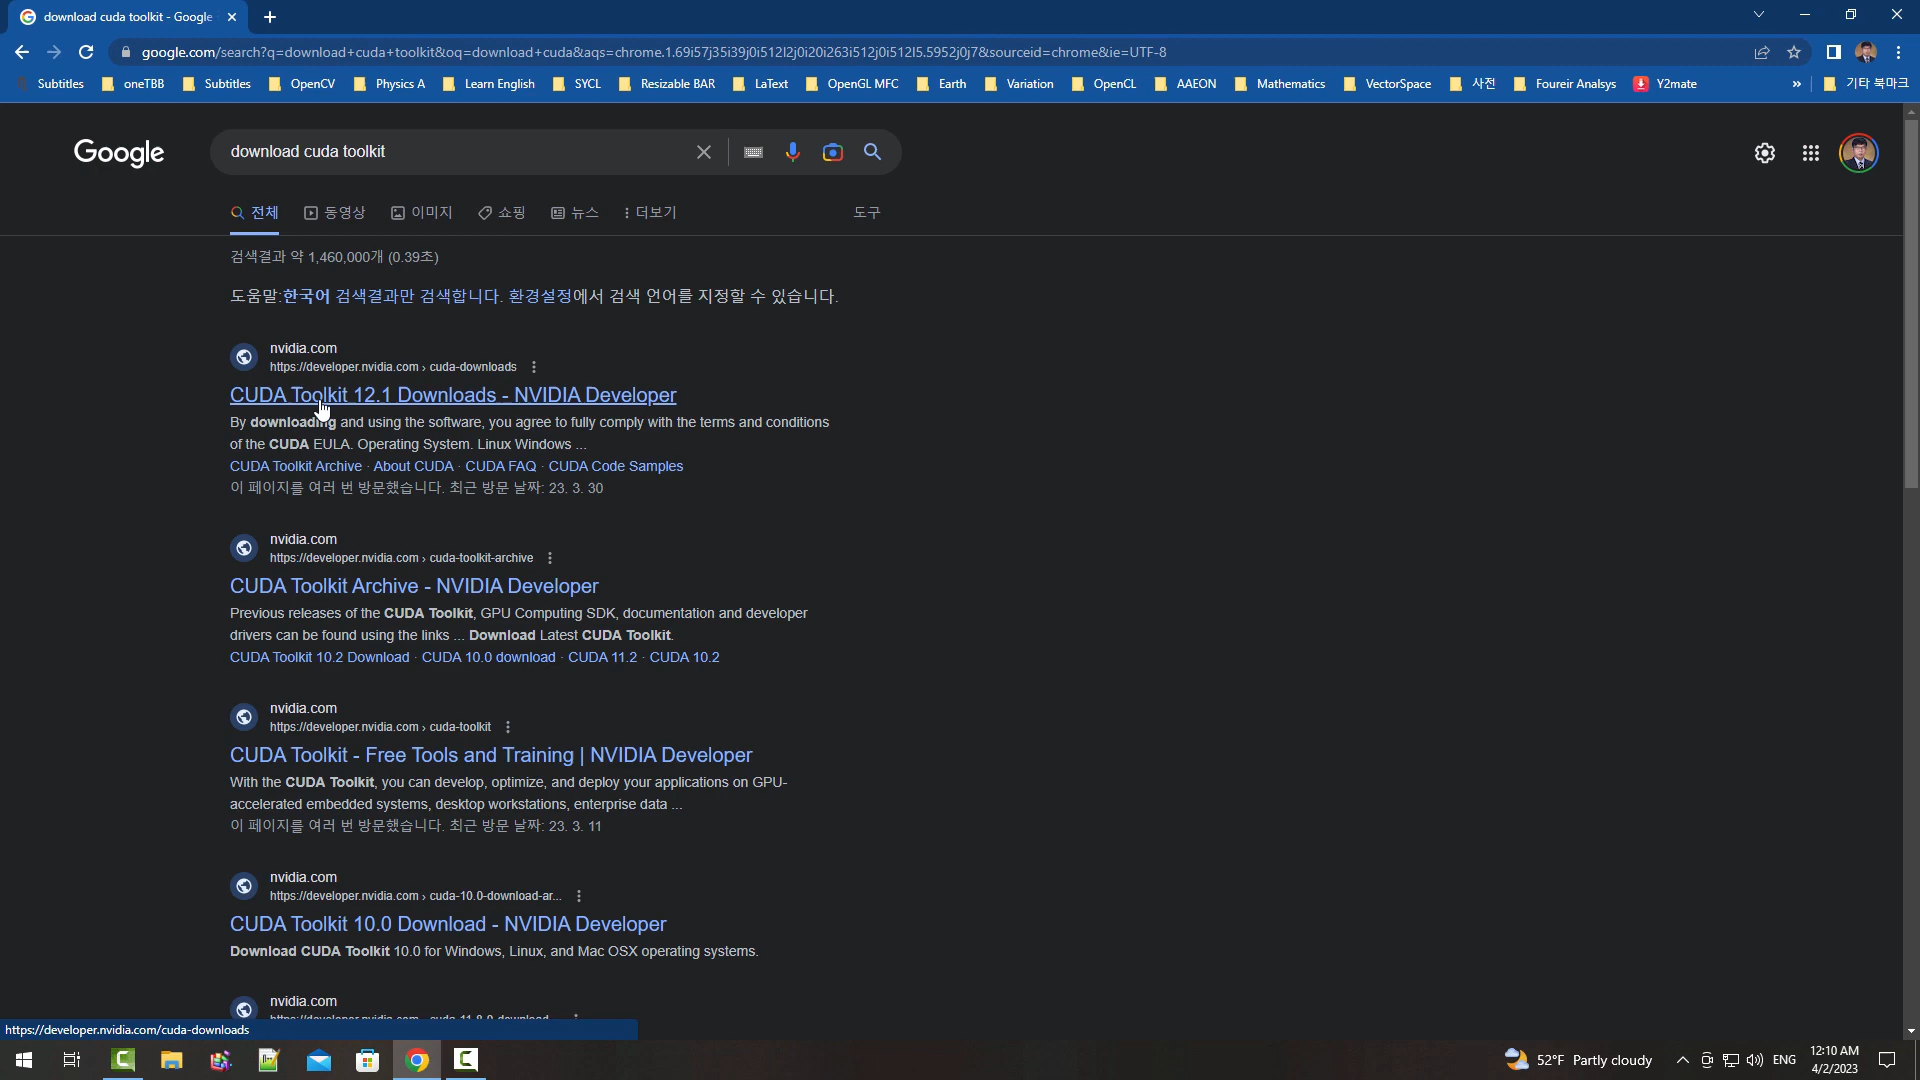 download cuda toolkit - Google
google.com/search?q=download+cuda+toolkit&oq=download+cuda&aqs=chrome.1.69i57j35i39j0i512l2j0i20i263i512j0i512l5.5952j0j7&sourceid=chrome&ie=UTF-8
Subtitles oneTBB Subtitles OpenCV Physics A Learn English SYCL Resizable BAR LaText OpenGL MFC Earth Variation OpenCL AAEON Mathematics VectorSpace 사전 Foureir Analsys Y2mate » 기타 북마크
Google download cuda toolkit
전체 동영상 이미지 쇼핑 뉴스 더보기 도구
검색결과 약 1,460,000개 (0.39초)
도움말:한국어 검색결과만 검색합니다. 환경설정에서 검색 언어를 지정할 수 있습니다.
nvidia.com
https://developer.nvidia.com › cuda-downloads
CUDA Toolkit 12.1 Downloads - NVIDIA Developer
By downloading and using the software, you agree to fully comply with the terms and conditions
of the CUDA EULA. Operating System. Linux Windows ...
CUDA Toolkit Archive · About CUDA · CUDA FAQ · CUDA Code Samples
이 페이지를 여러 번 방문했습니다. 최근 방문 날짜: 23. 3. 30
nvidia.com
https://developer.nvidia.com › cuda-toolkit-archive
CUDA Toolkit Archive - NVIDIA Developer
Previous releases of the CUDA Toolkit, GPU Computing SDK, documentation and developer
drivers can be found using the links ... Download Latest CUDA Toolkit.
CUDA Toolkit 10.2 Download · CUDA 10.0 download · CUDA 11.2 · CUDA 10.2
nvidia.com
https://developer.nvidia.com › cuda-toolkit
CUDA Toolkit - Free Tools and Training | NVIDIA Developer
With the CUDA Toolkit, you can develop, optimize, and deploy your applications on GPU-
accelerated embedded systems, desktop workstations, enterprise data ...
이 페이지를 여러 번 방문했습니다. 최근 방문 날짜: 23. 3. 11
nvidia.com
https://developer.nvidia.com › cuda-10.0-download-ar...
CUDA Toolkit 10.0 Download - NVIDIA Developer
Download CUDA Toolkit 10.0 for Windows, Linux, and Mac OSX operating systems.
nvidia.com
https://developer.nvidia.com/cuda-downloads
52°F Partly cloudy ENG 12:10 AM
4/2/2023